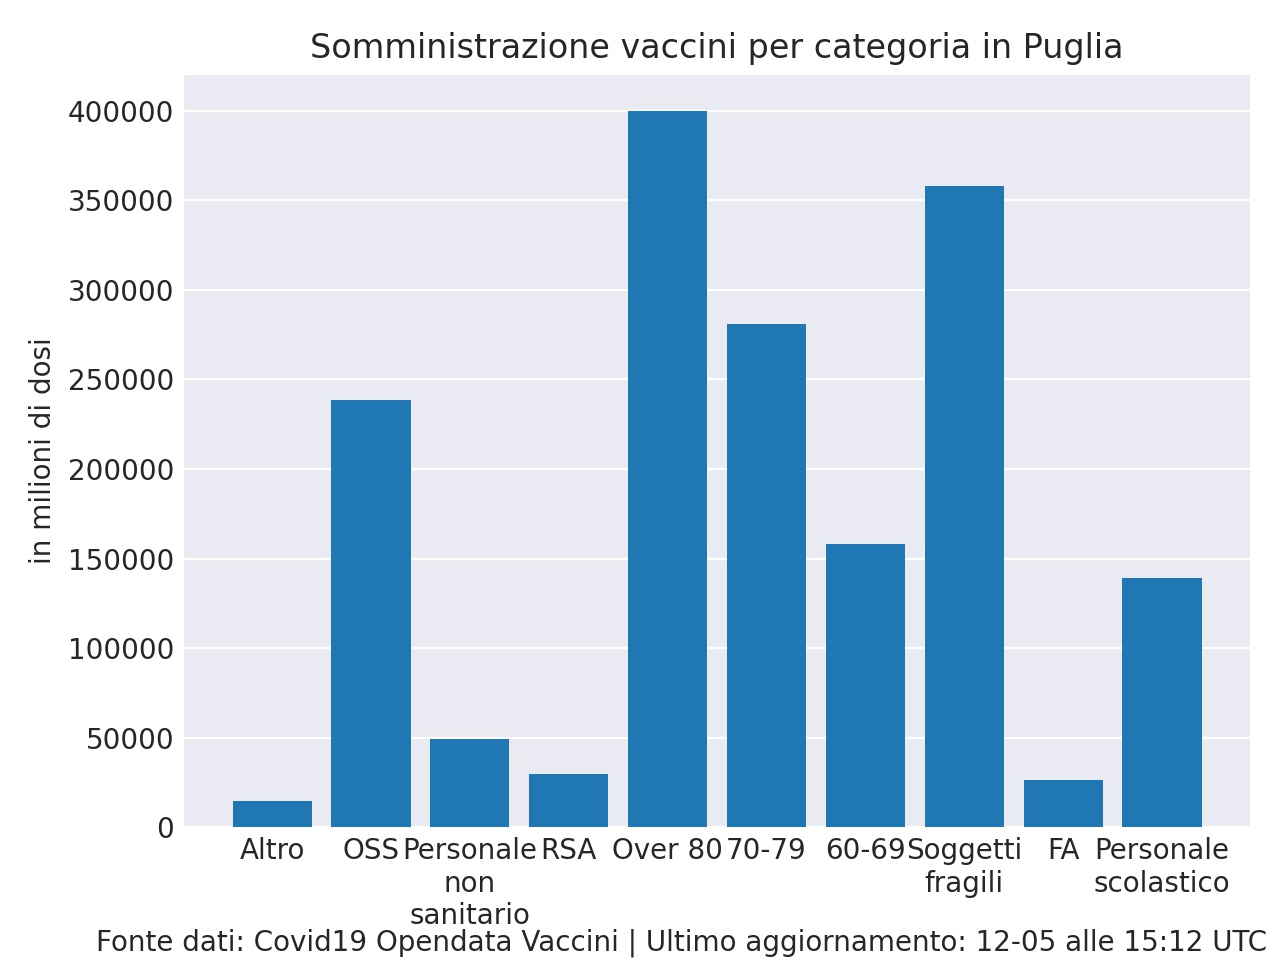 Somministrazione vaccini per categoria in Puglia
in milioni di dosi
400000
350000
300000
250000
200000
150000
100000
50000
0
Altro
OSS
Personale
non
sanitario
RSA
Over 80
70-79
60-69
Soggetti
fragili
FA
Personale
scolastico
Fonte dati: Covid19 Opendata Vaccini | Ultimo aggiornamento: 12-05 alle 15:12 UTC